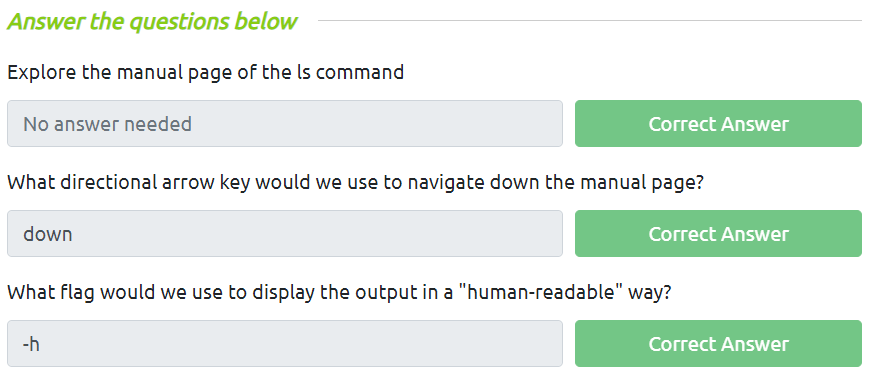 Answer the questions below
Explore the manual page of the ls command
No answer needed
Correct Answer
What directional arrow key would we use to navigate down the manual page?
down
Correct Answer
What flag would we use to display the output in a "human-readable" way?
-h
Correct Answer